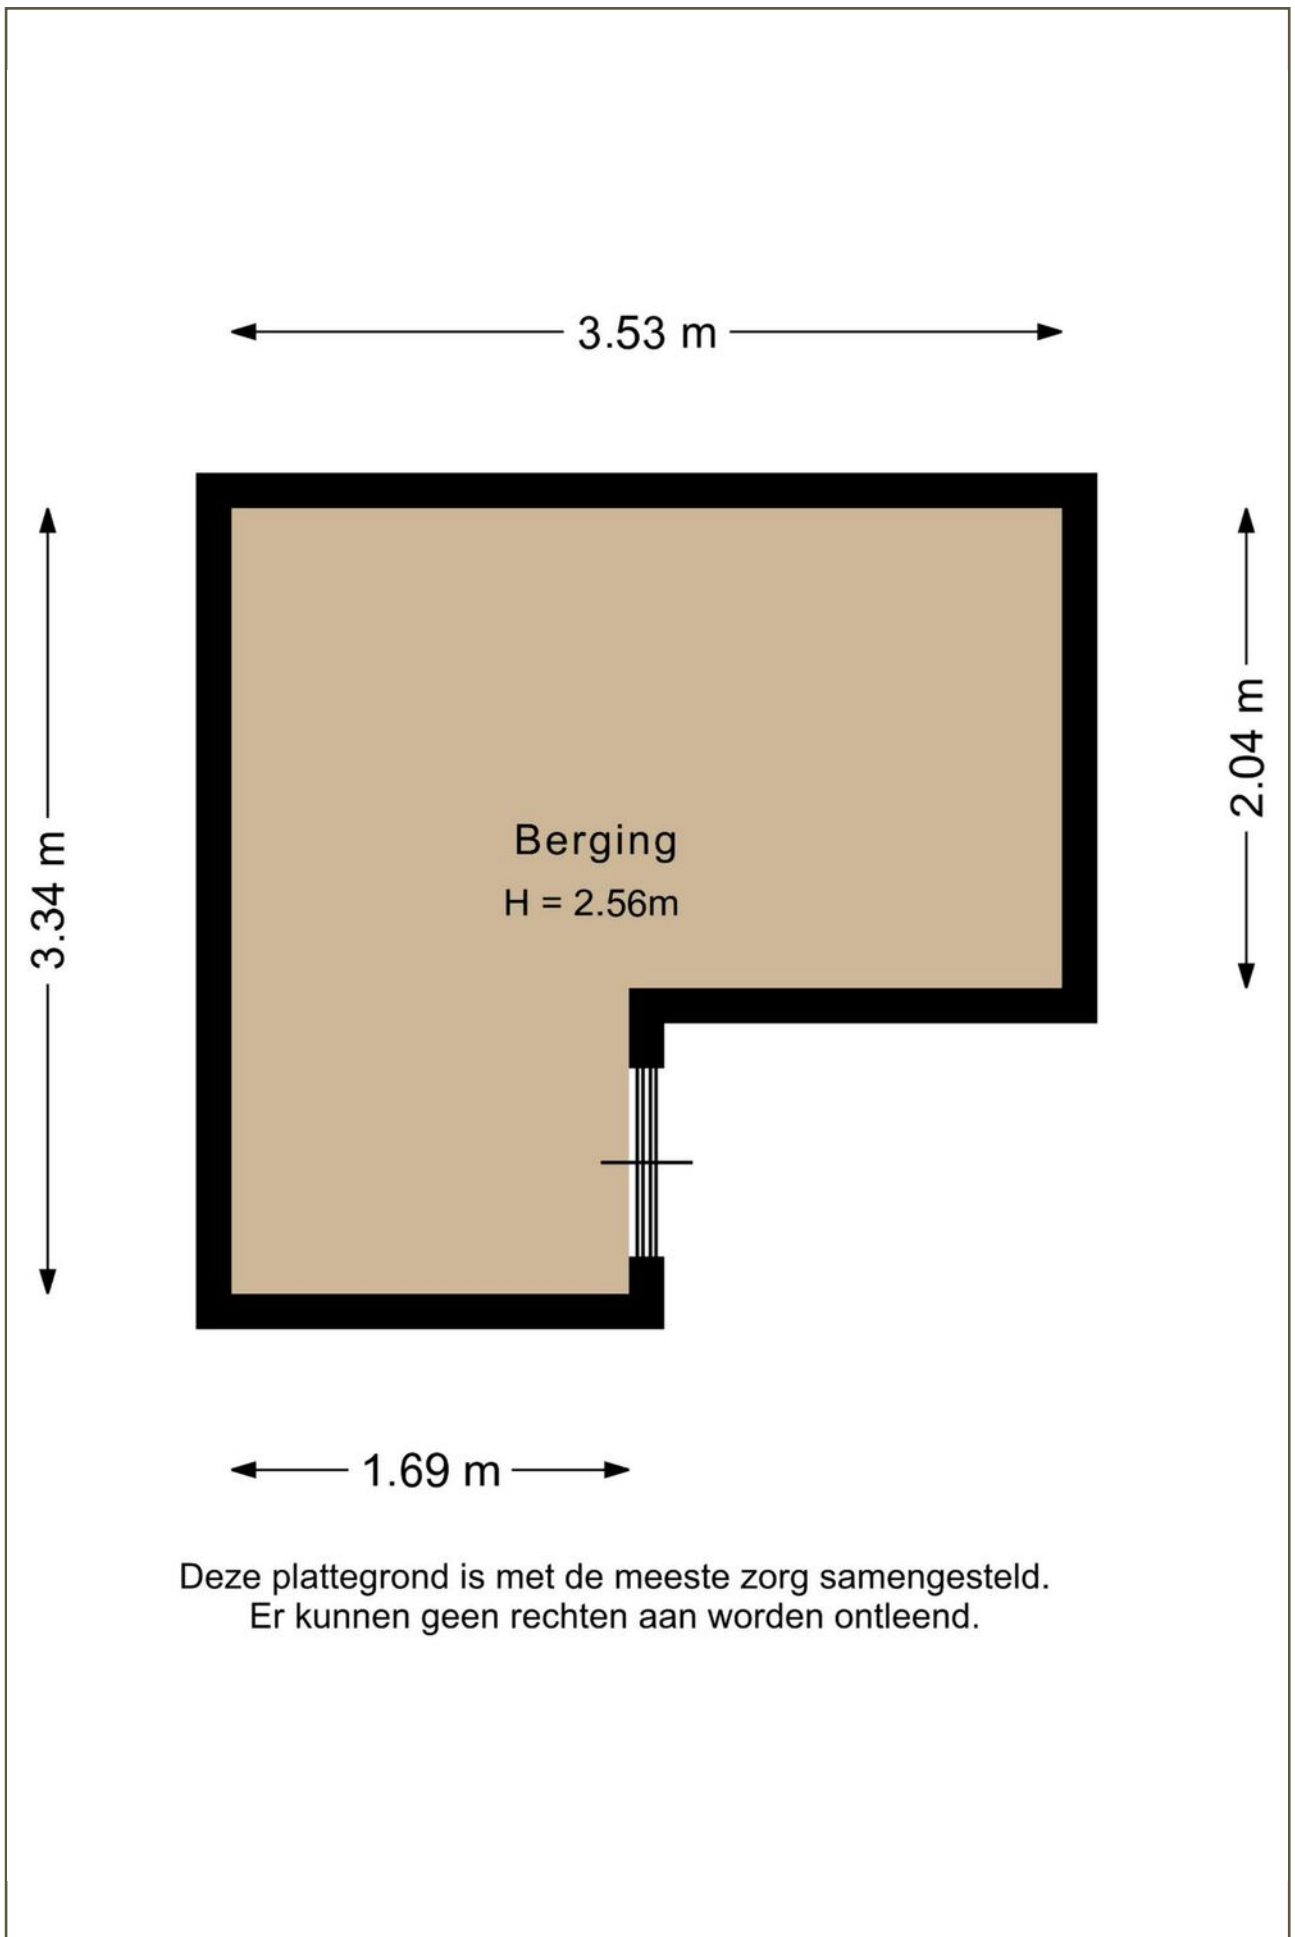 3.53 m
2.04 m
3.34 m
Berging
H = 2.56m
1.69 m
Deze plattegrond is met de meeste zorg samengesteld.
Er kunnen geen rechten aan worden ontleend.